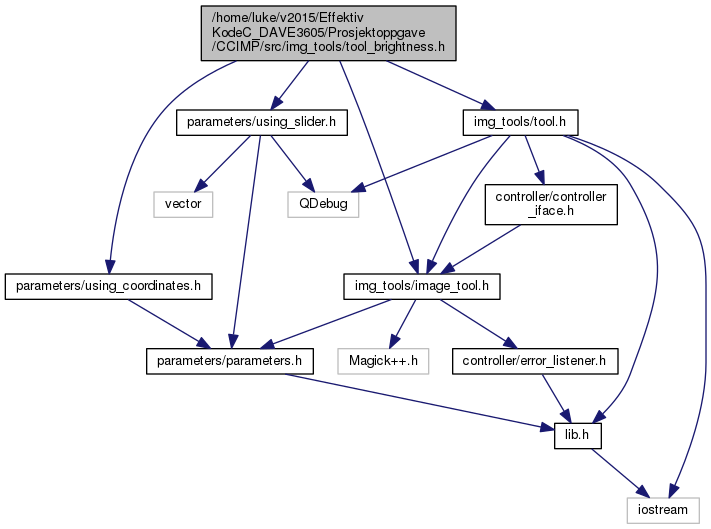 /home/luke/v2015/Effektiv
KodeC_DAVE3605/Prosjektoppgave
/CCIMP/src/img_tools/tool_brightness.h
parameters/using_slider.h
img_tools/tool.h
vector
QDebug
controller/controller
_iface.h
parameters/using_coordinates.h
img_tools/image_tool.h
parameters/parameters.h
Magick++.h
controller/error_listener.h
lib.h
iostream